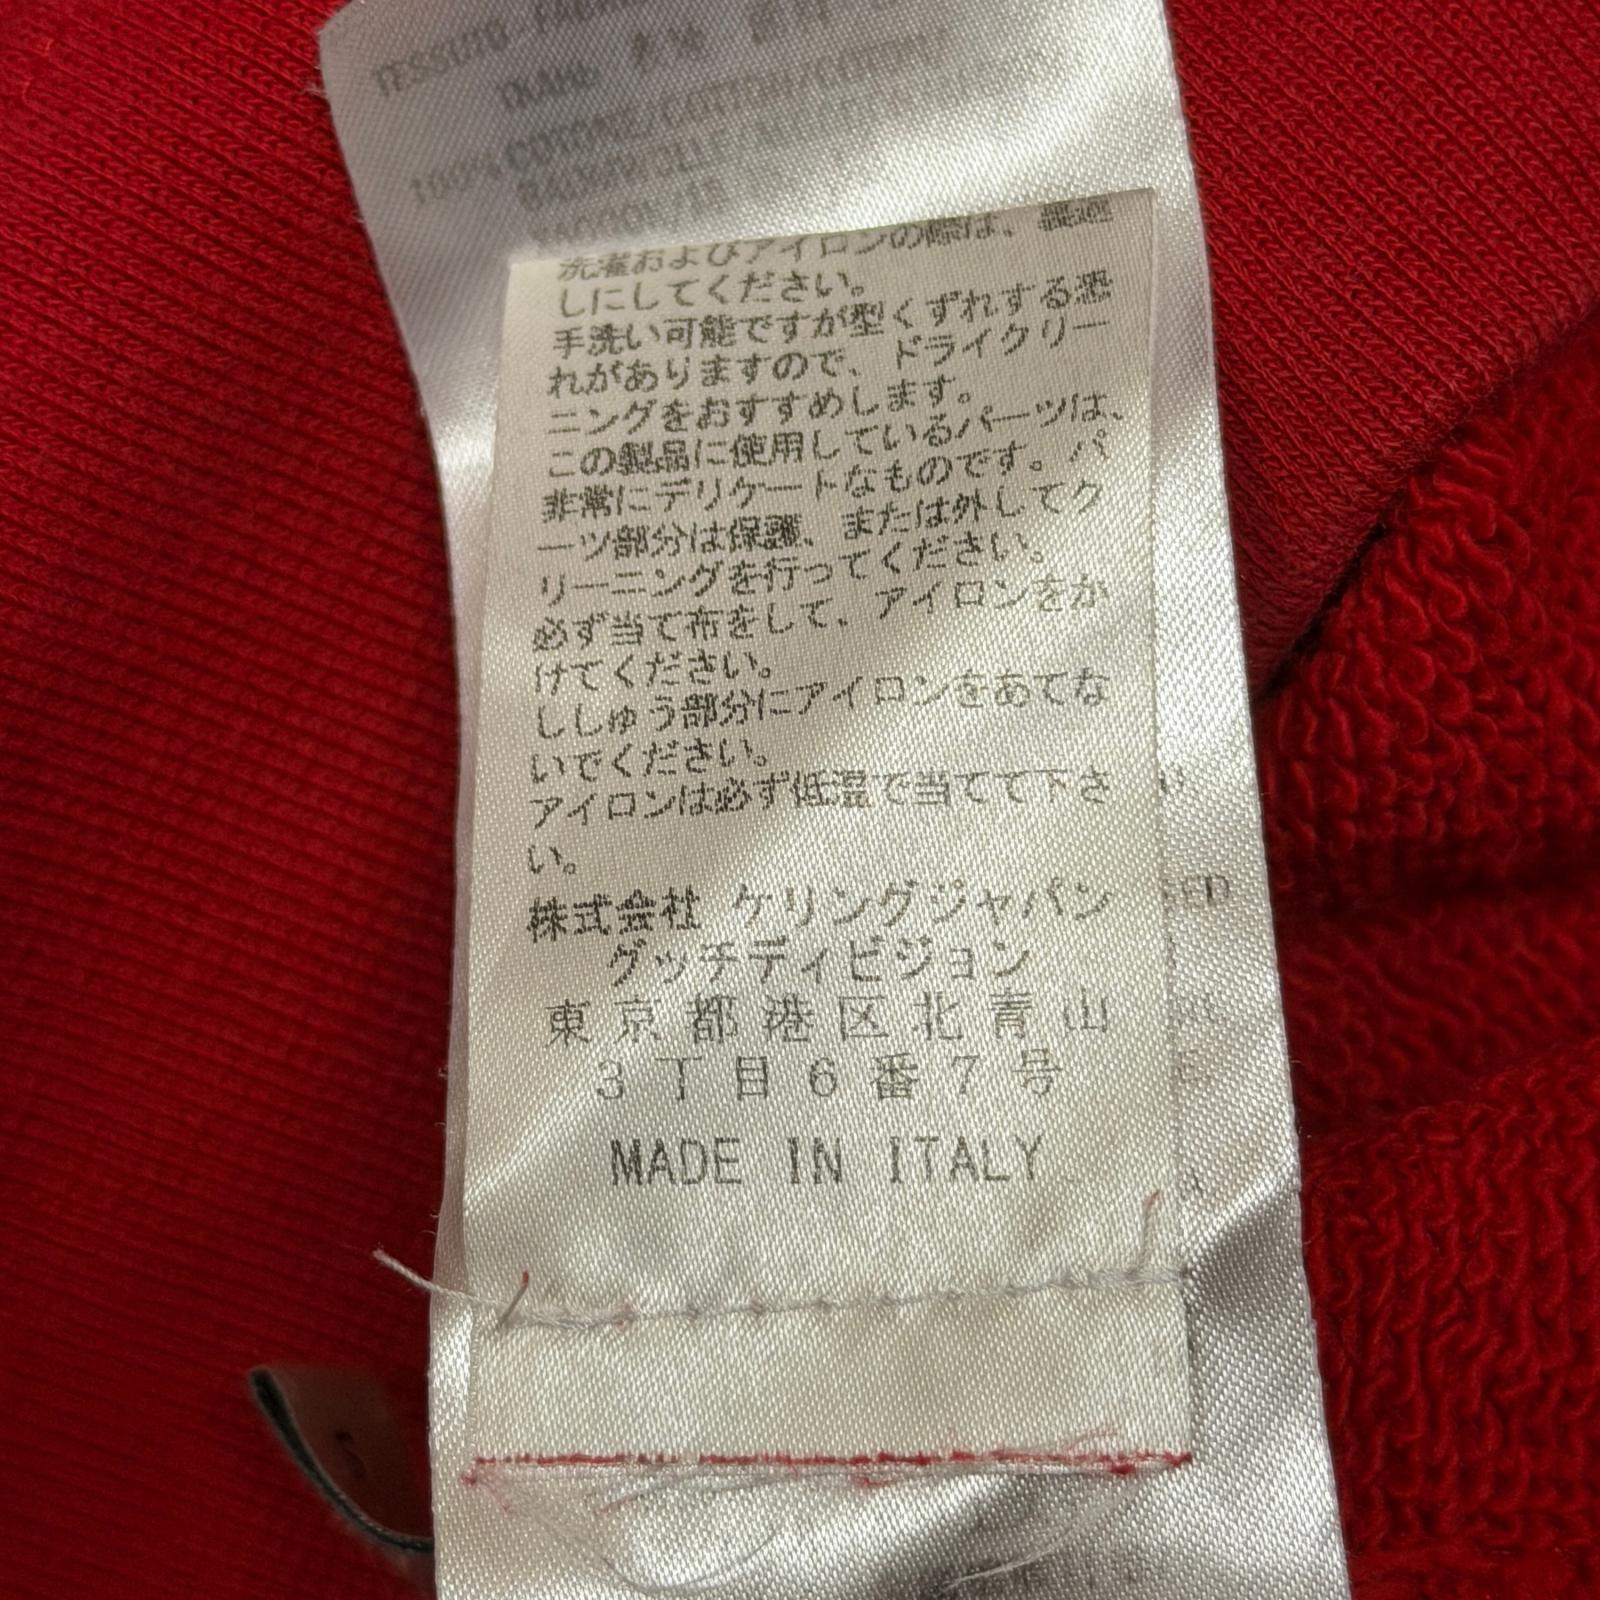 100% COTONE/COTTON/COTON
洗濯およびアイロンの際は、裏返
しにしてください。
手洗い可能ですが型くずれする恐
れがありますので、ドライクリー
ニングをおすすめします。
この製品に使用しているパーツは、
非常にデリケートなものです。パ
ーツ部分は保護、または外してク
リーニングを行ってください。
必ず当て布をして、アイロンをか
けてください。
ししゅう部分にアイロンをあてな
いでください。
アイロンは必ず低温で当てて下さ
い。
株式会社 ケリングジャパン
グッチディビジョン
東京都港区北青山
3丁目6番7号
MADE IN ITALY